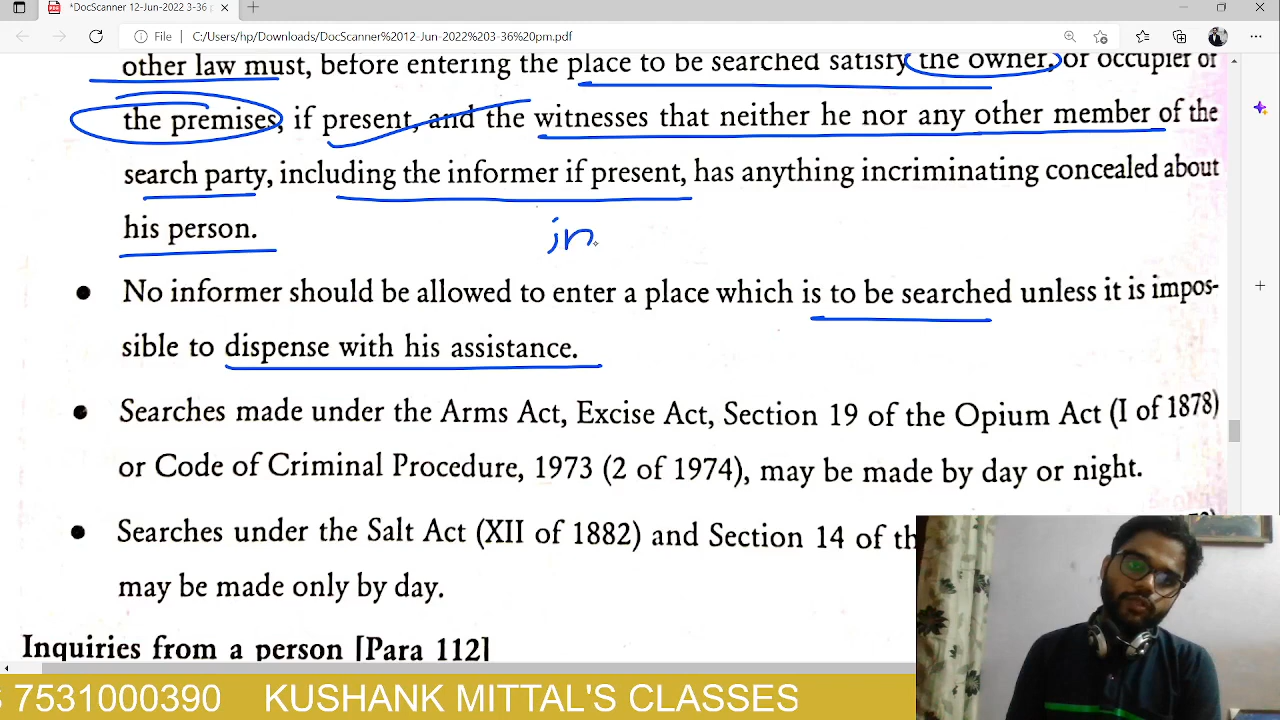 *DocScanner 12-Jun-2022 3-36
File
C:/Users/hp/Downloads/DocScanner%2012-Jun-2022%203-36%20pm.pdf
other law must, before entering the place to be searched satisfy the owner, or occupier of
the premises, if present, and the witnesses that neither he nor any other member of the
search party, including the informer if present, has anything incriminating concealed about
his person.
in
• No informer should be allowed to enter a place which is to be searched unless it is impos-
sible to dispense with his assistance.
• Searches made under the Arms Act, Excise Act, Section 19 of the Opium Act (I of 1878)
or Code of Criminal Procedure, 1973 (2 of 1974), may be made by day or night.
• Searches under the Salt Act (XII of 1882) and Section 14 of th
may be made only by day.
Inquiries from a person [Para 112]
7531000390 KUSHANK MITTAL'S CLASSES